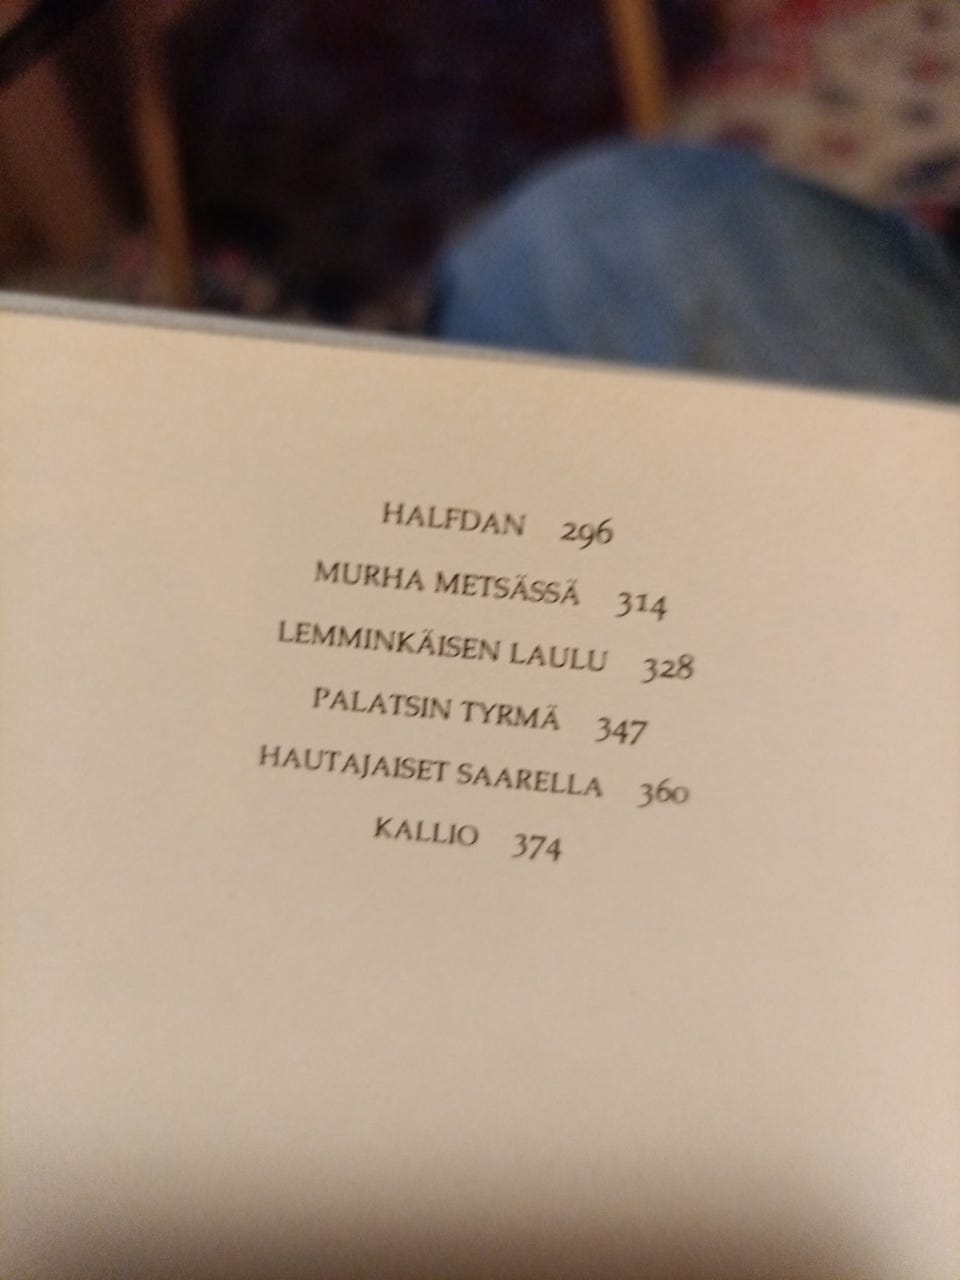 HALFDAN 296
MURHA METSÄSSÄ 314
LEMMINKÄISEN LAULU 328
PALATSIN TYRMÄ 347
HAUTAJAISET SAARELLA 360
KALLIO 374